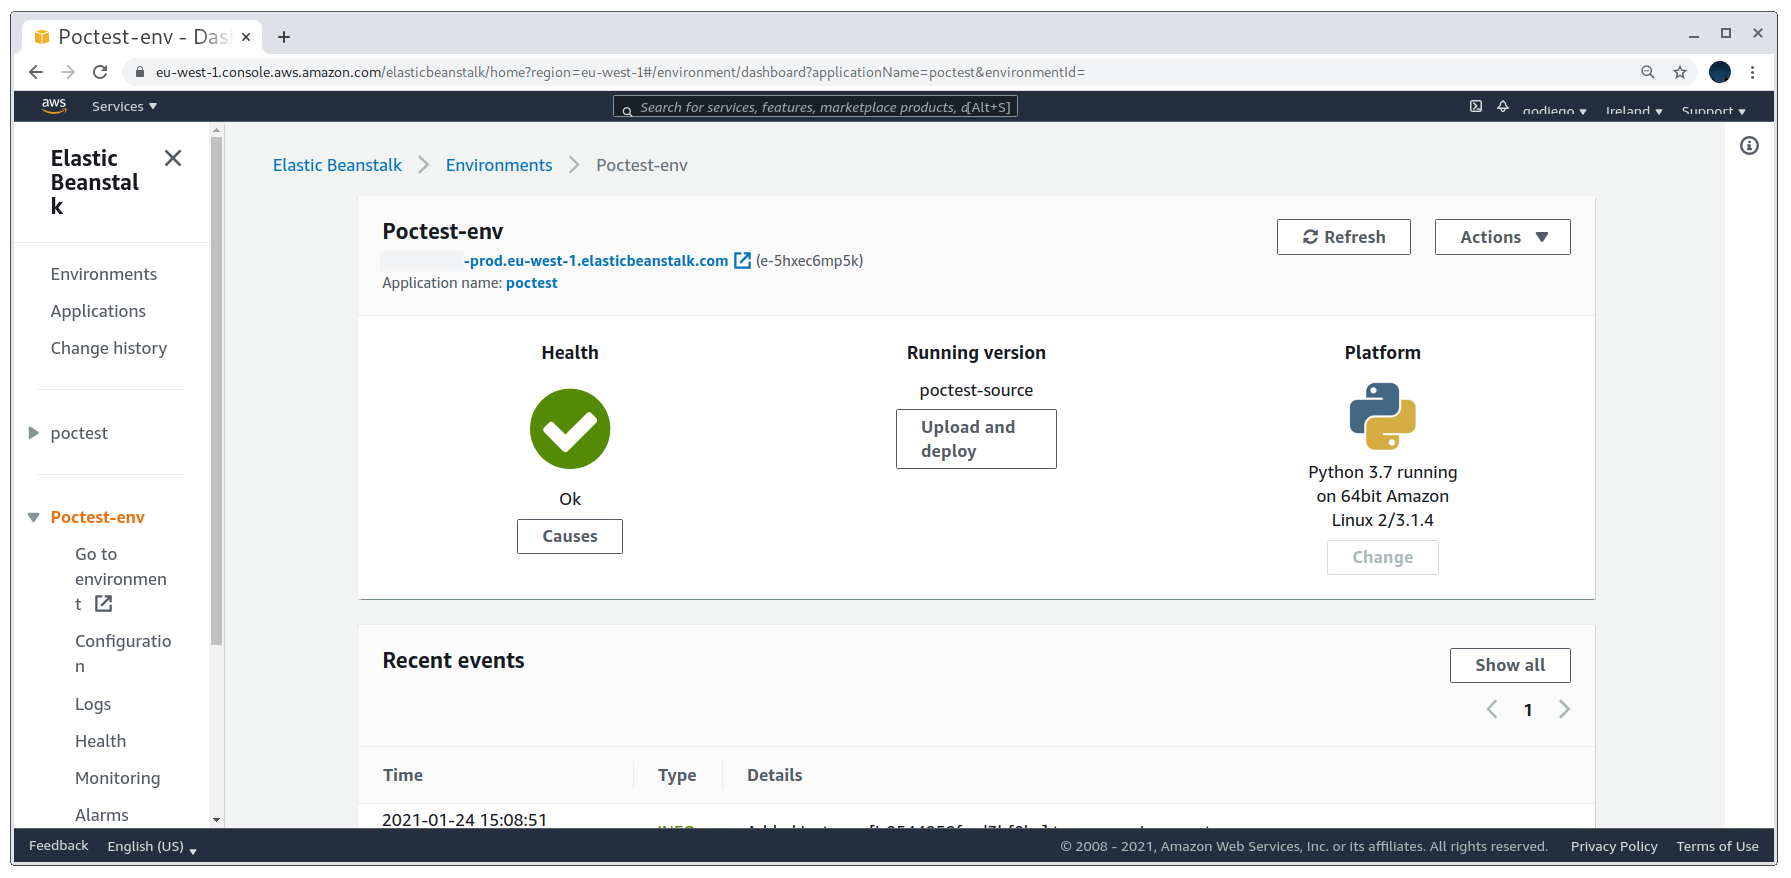 Poctest-env - Das
eu-west-1.console.aws.amazon.com/elasticbeanstalk/home?region=eu-west-1#/environment/dashboard?applicationName=poctest&environmentId=
aws
Services
Search for services, features, marketplace products, [Alt+S]
godiego
Ireland
Support
Elastic
Beanstal
k
Environments
Applications
Change history
poctest
Poctest-env
Go to
environmen
t
Configuratio
n
Logs
Health
Monitoring
Alarms
Elastic Beanstalk
Environments
Poctest-env
Poctest-env
-prod.eu-west-1.elasticbeanstalk.com (e-5hxec6mp5k)
Application name: poctest
Refresh
Actions
Health
Ok
Causes
Running version
poctest-source
Upload and
deploy
Platform
Python 3.7 running
on 64bit Amazon
Linux 2/3.1.4
Change
Recent events
Show all
1
Time
Type
Details
2021-01-24 15:08:51
Feedback
English (US)
© 2008 - 2021, Amazon Web Services, Inc. or its affiliates. All rights reserved.
Privacy Policy
Terms of Use